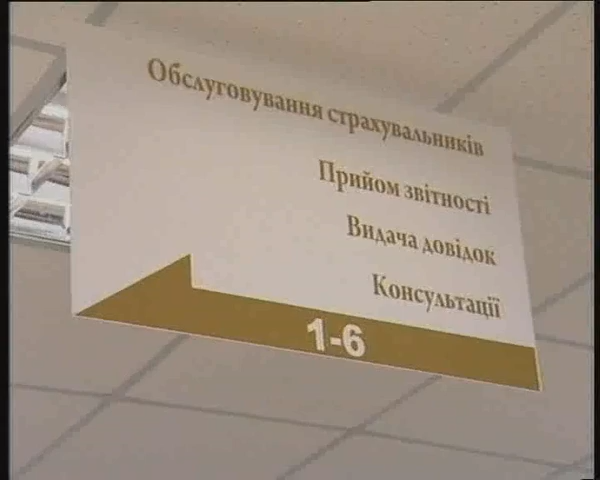 Обслуговування страхувальників
Прийом звітності
Видача довідок
Консультації
1-6